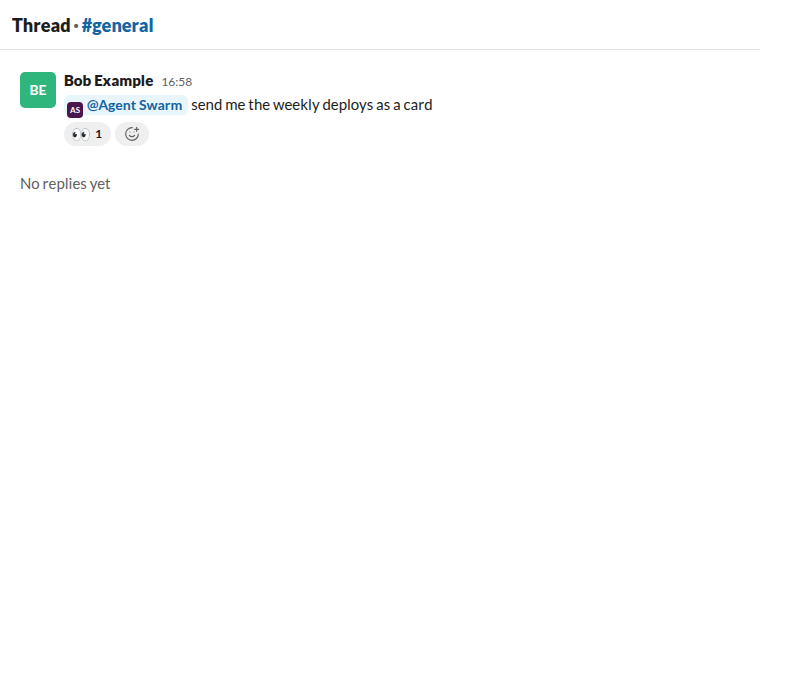 Thread • #general
BE
Bob Example 16:58
AS @Agent Swarm send me the weekly deploys as a card
👀 1
No replies yet